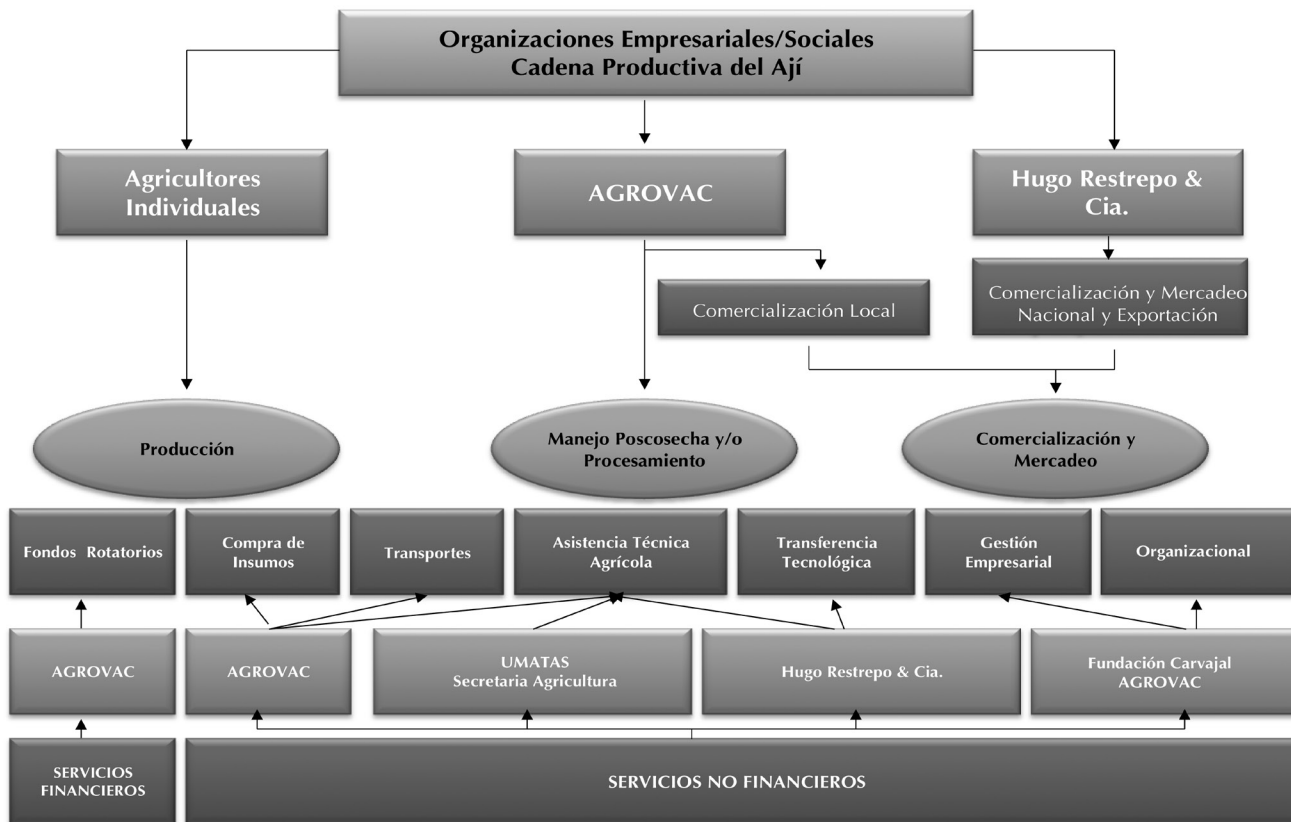 Organizaciones Empresariales/Sociales
Cadena Productiva del Ají
Agricultores
Individuales
AGROVAC
Hugo Restrepo &
Cia.
Comercialización Local
Comercialización y Mercadeo
Nacional y Exportación
Producción
Manejo Poscosecha y/o
Procesamiento
Comercialización y
Mercadeo
Fondos Rotatorios
Compra de
Insumos
Transportes
Asistencia Técnica
Agrícola
Transferencia
Tecnológica
Gestión
Empresarial
Organizacional
AGROVAC
AGROVAC
UMATAS
Secretaria Agricultura
Hugo Restrepo & Cia.
Fundación Carvajal
AGROVAC
SERVICIOS
FINANCIEROS
SERVICIOS NO FINANCIEROS